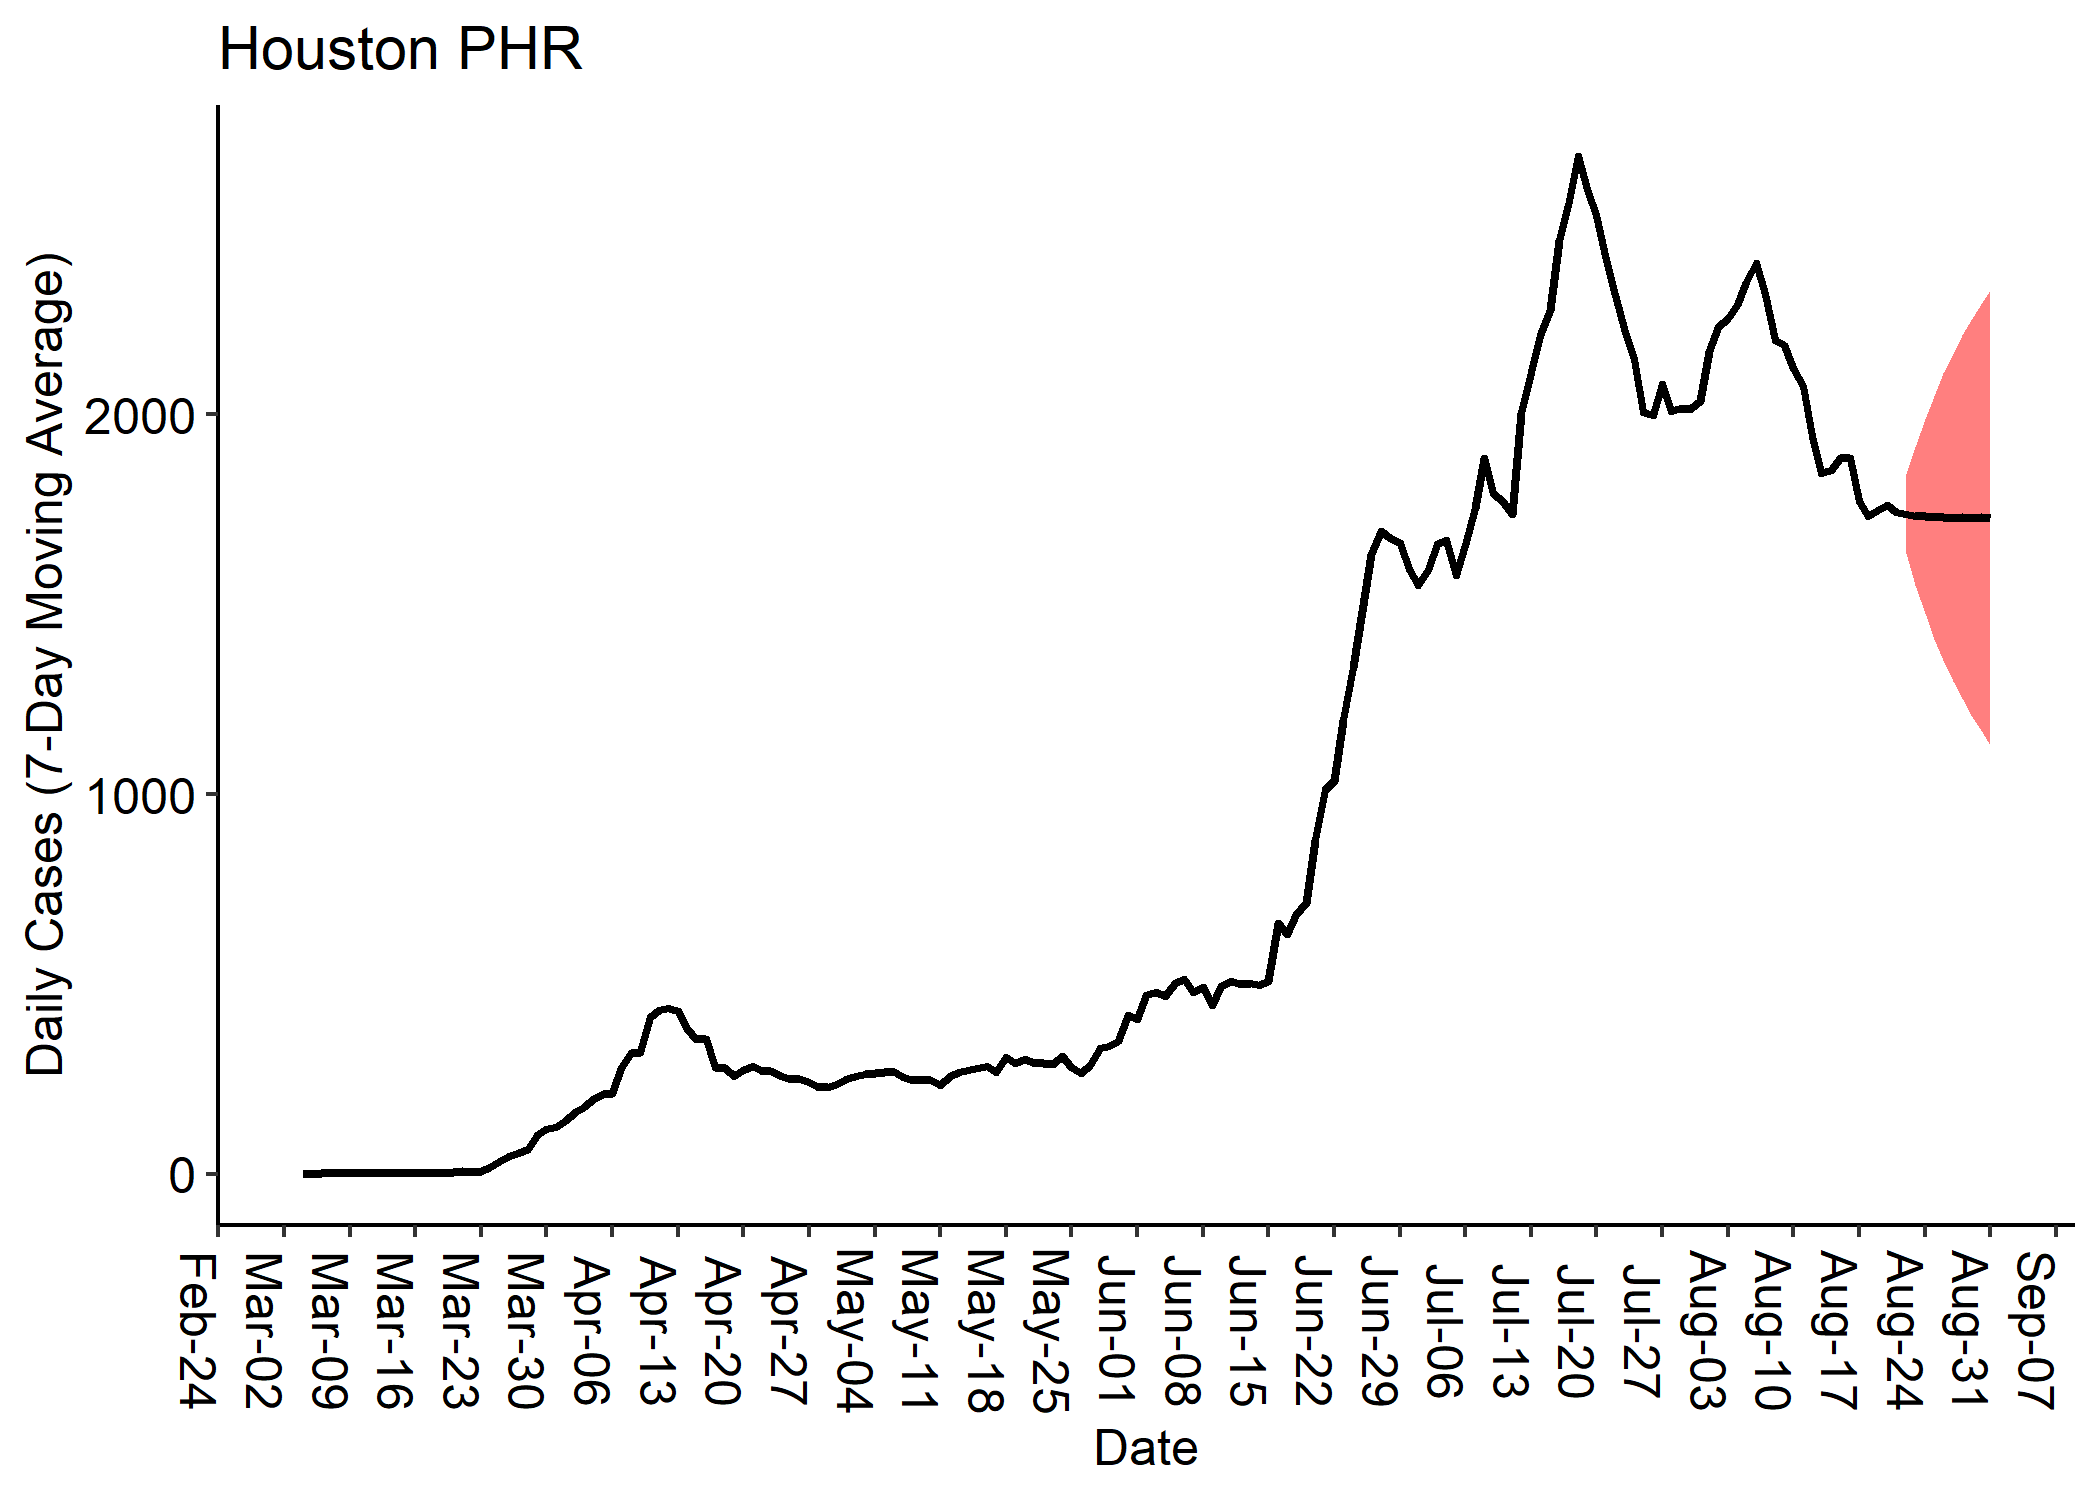 Houston PHR
Daily Cases (7-Day Moving Average)
2000
1000
0
Feb-24
Mar-02
Mar-09
Mar-16
Mar-23
Mar-30
Apr-06
Apr-13
Apr-20
Apr-27
May-04
May-11
May-18
May-25
Jun-01
Jun-08
Jun-15
Jun-22
Jun-29
Jul-06
Jul-13
Jul-20
Jul-27
Aug-03
Aug-10
Aug-17
Aug-24
Aug-31
Sep-07
Date